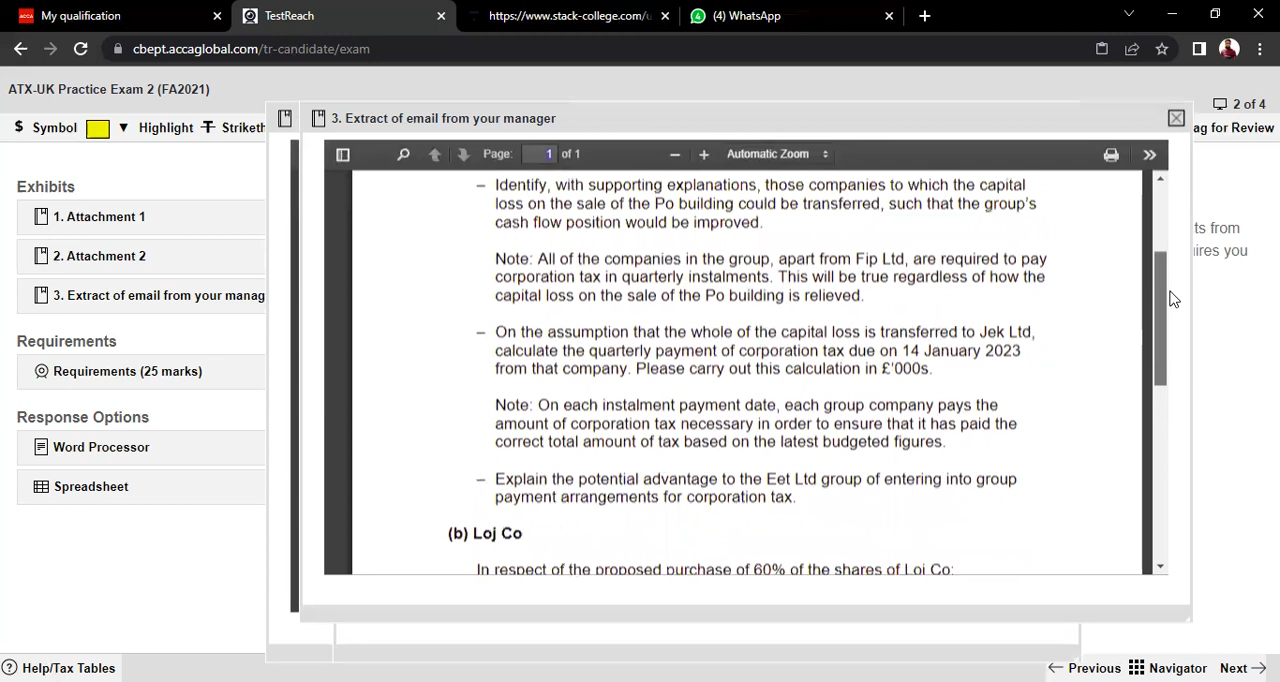 My qualification
TestReach
https://www.stack-college.com/u
(4) WhatsApp
cbept.accaglobal.com/tr-candidate/exam
ATX-UK Practice Exam 2 (FA2021)
2 of 4
$ Symbol
Highlight
T Striketh
ag for Review
3. Extract of email from your manager
Page: 1 of 1
Automatic Zoom
Exhibits
1. Attachment 1
2. Attachment 2
3. Extract of email from your manag
Requirements
Requirements (25 marks)
Response Options
Word Processor
Spreadsheet
– Identify, with supporting explanations, those companies to which the capital
loss on the sale of the Po building could be transferred, such that the group's
cash flow position would be improved.
Note: All of the companies in the group, apart from Fip Ltd, are required to pay
corporation tax in quarterly instalments. This will be true regardless of how the
capital loss on the sale of the Po building is relieved.
– On the assumption that the whole of the capital loss is transferred to Jek Ltd,
calculate the quarterly payment of corporation tax due on 14 January 2023
from that company. Please carry out this calculation in £'000s.
Note: On each instalment payment date, each group company pays the
amount of corporation tax necessary in order to ensure that it has paid the
correct total amount of tax based on the latest budgeted figures.
– Explain the potential advantage to the Eet Ltd group of entering into group
payment arrangements for corporation tax.
(b) Loj Co
In respect of the proposed purchase of 60% of the shares of Loj Co:
ts from
ires you
Help/Tax Tables
Previous
Navigator
Next